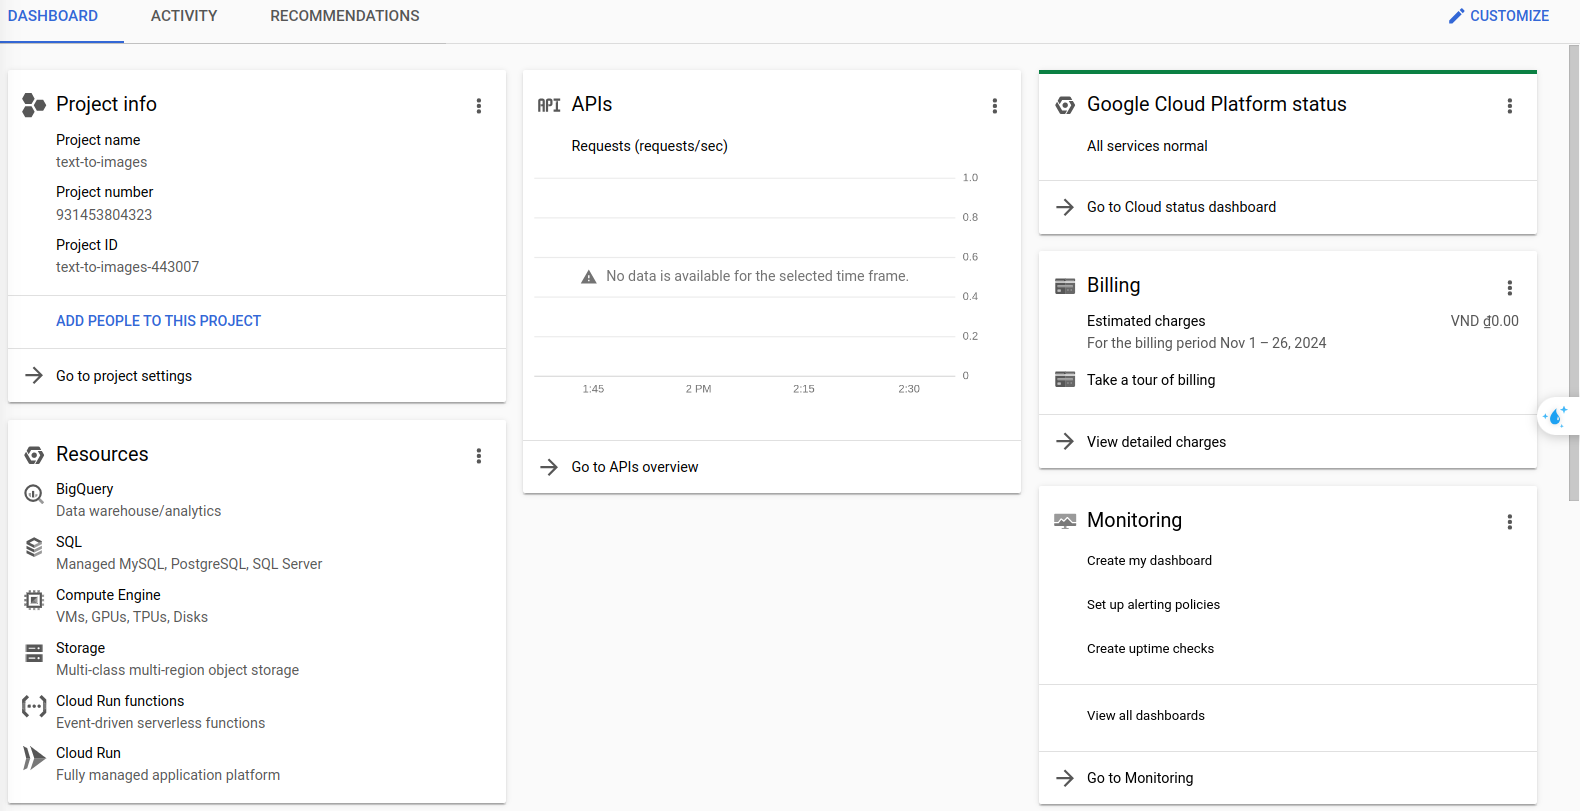 DASHBOARD
ACTIVITY
RECOMMENDATIONS
CUSTOMIZE
Project info
Project name
text-to-images
Project number
931453804323
Project ID
text-to-images-443007
ADD PEOPLE TO THIS PROJECT
Go to project settings
Resources
BigQuery
Data warehouse/analytics
SQL
Managed MySQL, PostgreSQL, SQL Server
Compute Engine
VMs, GPUs, TPUs, Disks
Storage
Multi-class multi-region object storage
Cloud Run functions
Event-driven serverless functions
Cloud Run
Fully managed application platform
API APIs
Requests (requests/sec)
1.0
0.8
0.6
No data is available for the selected time frame.
0.4
0.2
0
1:45 2 PM 2:15 2:30
Go to APIs overview
Google Cloud Platform status
All services normal
Go to Cloud status dashboard
Billing
Estimated charges VND ₫0.00
For the billing period Nov 1 – 26, 2024
Take a tour of billing
View detailed charges
Monitoring
Create my dashboard
Set up alerting policies
Create uptime checks
View all dashboards
Go to Monitoring